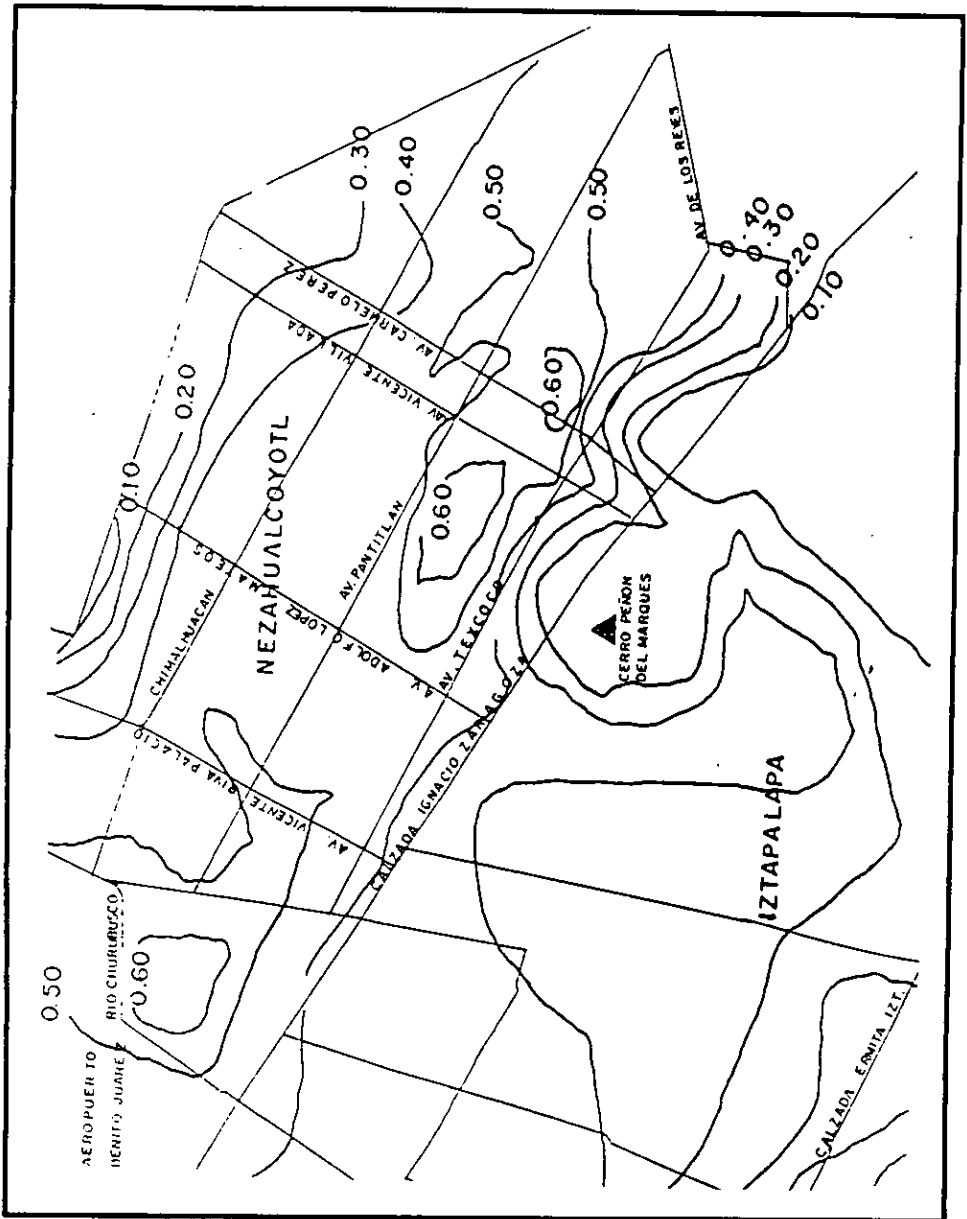 0.30
0.40
0.50
0.50
AV DE LOS REYES
0.40
0.30
0.20
0.10
AV. CARMELO PEREZ
AV. VICENTE VILLADA
0.20
0.10
0.60
0.60
NEZAHUALCOYOTL
CHIMALHUACAN
AV. PANTITLAN
AV. ADOLFO LOPEZ MATEOS
AV. TEXCOCO
CALZADA IGNACIO ZARAGOZA
AV. VICENTE RIVA PALACIO
CERRO PEÑON
DEL MARQUES
IZTAPALAPA
RIO CHURUBUSCO
0.50
0.60
AEROPUERTO
BENITO JUAREZ
CALZADA ERMITA IZT.